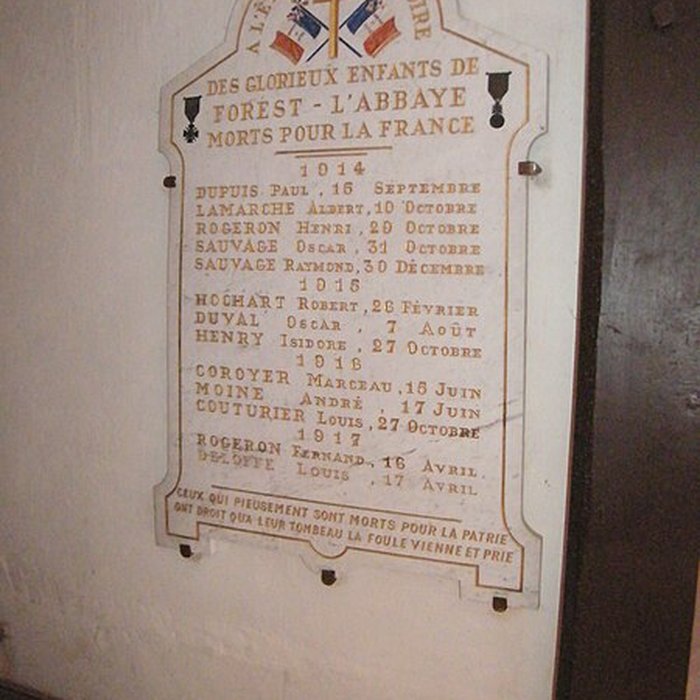 A L'É
OIRE
DES GLORIEUX ENFANTS DE
FOREST - L'ABBAYE
MORTS POUR LA FRANCE
1914
DUPUIS PAUL, 16 SEPTEMBRE
LAMARCHE ALBERT, 10 OCTOBRE
ROGERON HENRI, 29 OCTOBRE
SAUVAGE OSCAR, 31 OCTOBRE
SAUVAGE RAYMOND, 30 DÉCEMBRE
1915
HOCHART ROBERT, 26 FÉVRIER
DUVAL OSCAR, 7 AOÛT
HENRY ISIDORE, 27 OCTOBRE
1916
COROYER MARCEAU, 15 JUIN
MOINE ANDRÉ, 17 JUIN
COUTURIER LOUIS, 27 OCTOBRE
1917
ROGERON FERNAND, 16 AVRIL
DELOFFE LOUIS, 17 AVRIL
CEUX QUI PIEUSEMENT SONT MORTS POUR LA PATRIE
ONT DROIT QU'A LEUR TOMBEAU LA FOULE VIENNE ET PRIE